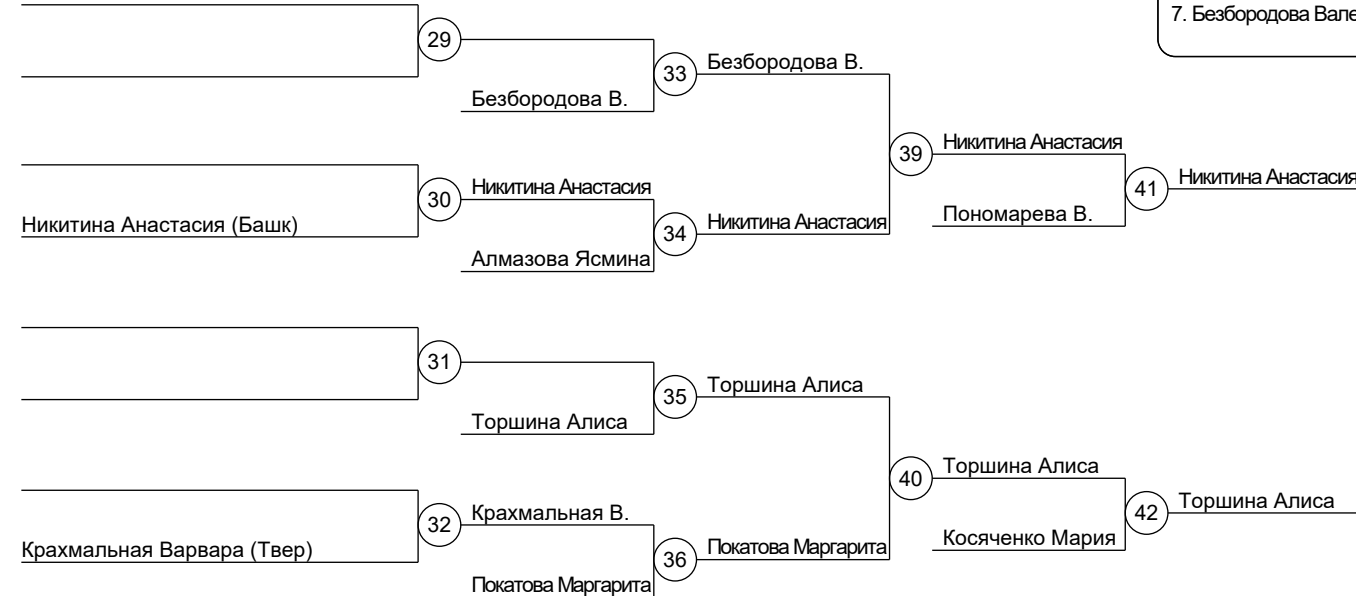 7. Безбородова Вале
29
Безбородова В.
33
Безбородова В.
Никитина Анастасия (Башк)
30
Никитина Анастасия
Алмазова Ясмина
34
Никитина Анастасия
39
Никитина Анастасия
Пономарева В.
41
Никитина Анастасия
31
Торшина Алиса
35
Торшина Алиса
Крахмальная Варвара (Твер)
32
Крахмальная В.
Покатова Маргарита
36
Покатова Маргарита
40
Торшина Алиса
Косяченко Мария
42
Торшина Алиса